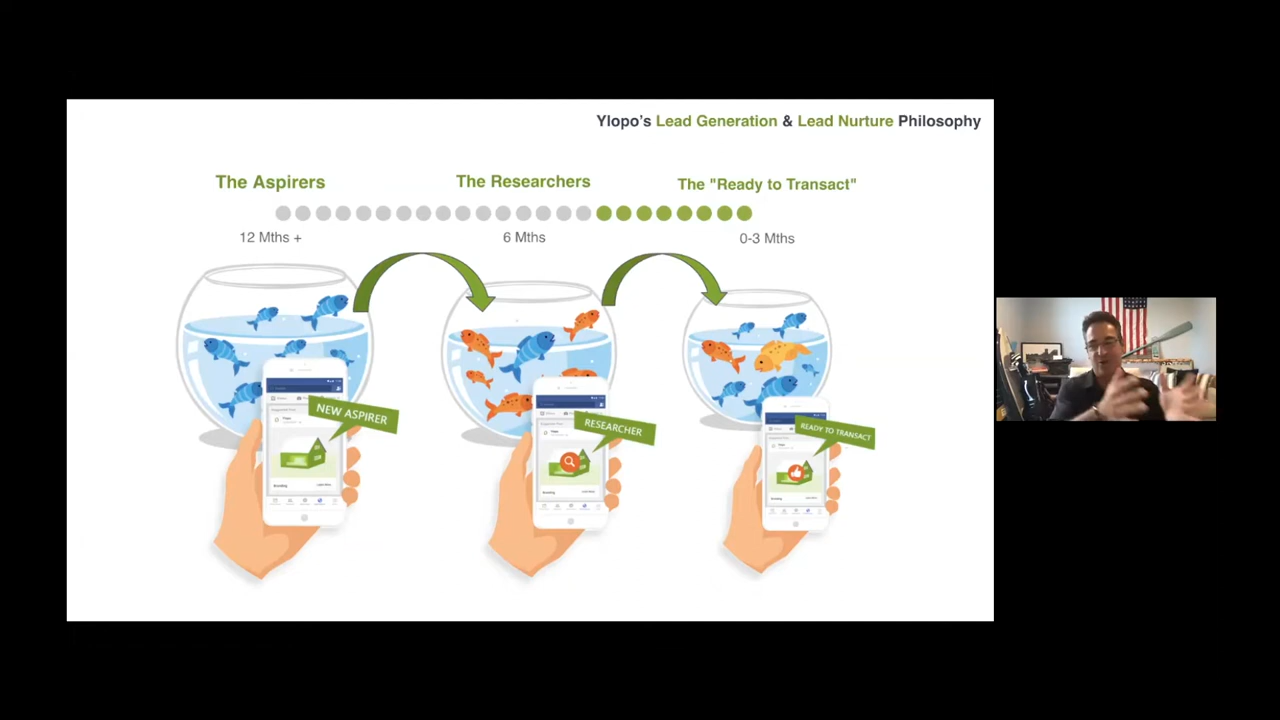 Ylopo's Lead Generation & Lead Nurture Philosophy
The Aspirers
The Researchers
The "Ready to Transact"
12 Mths +
6 Mths
0-3 Mths
NEW ASPIRER
RESEARCHER
READY TO TRANSACT